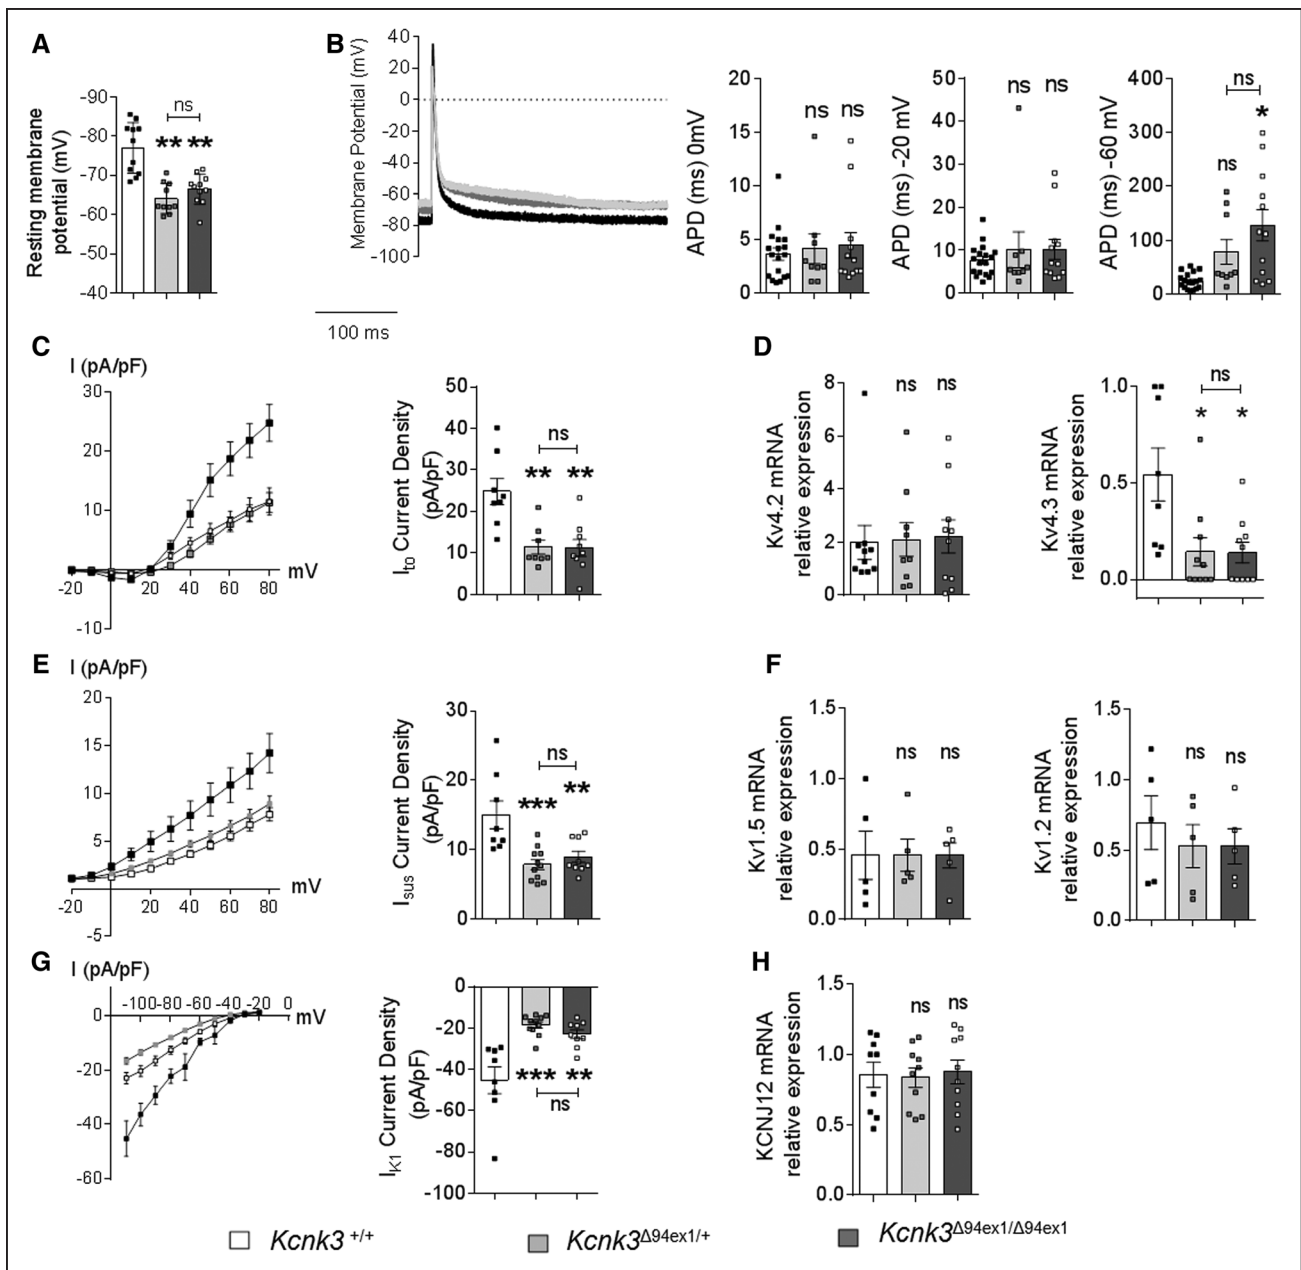 A
Resting membrane
potential (mV)
-90
-80
-70
-60
-50
-40
ns
** **
B
Membrane Potential (mV)
40
20
0
-20
-40
-60
-80
-100
100 ms
APD (ms) 0mV
20
15
10
5
0
ns ns
APD (ms) -20 mV
50
40
30
20
10
0
ns ns
APD (ms) -60 mV
400
300
200
100
0
ns
ns
*
C
I (pA/pF)
30
20
10
-10
-20 20 40 60 80
mV
Ito Current Density
(pA/pF)
50
40
30
20
10
0
ns
** **
D
Kv4.2 mRNA
relative expression
8
6
4
2
0
ns ns
Kv4.3 mRNA
relative expression
1.0
0.5
0.0
ns
* *
E
I (pA/pF)
20
15
10
5
-5
-20 20 40 60 80
mV
Isus Current Density
(pA/pF)
30
20
10
0
ns
*** **
F
Kv1.5 mRNA
relative expression
1.5
1.0
0.5
0.0
ns ns
Kv1.2 mRNA
relative expression
1.5
1.0
0.5
0.0
ns ns
G
I (pA/pF)
-100 -80 -60 -40 -20 0
mV
0
-20
-40
-60
IK1 Current Density
(pA/pF)
0
-20
-40
-60
-80
-100
*** **
ns
H
KCNJ12 mRNA
relative expression
1.5
1.0
0.5
0.0
ns ns
Kcnk3 +/+
Kcnk3Δ94ex1/+
Kcnk3Δ94ex1/Δ94ex1